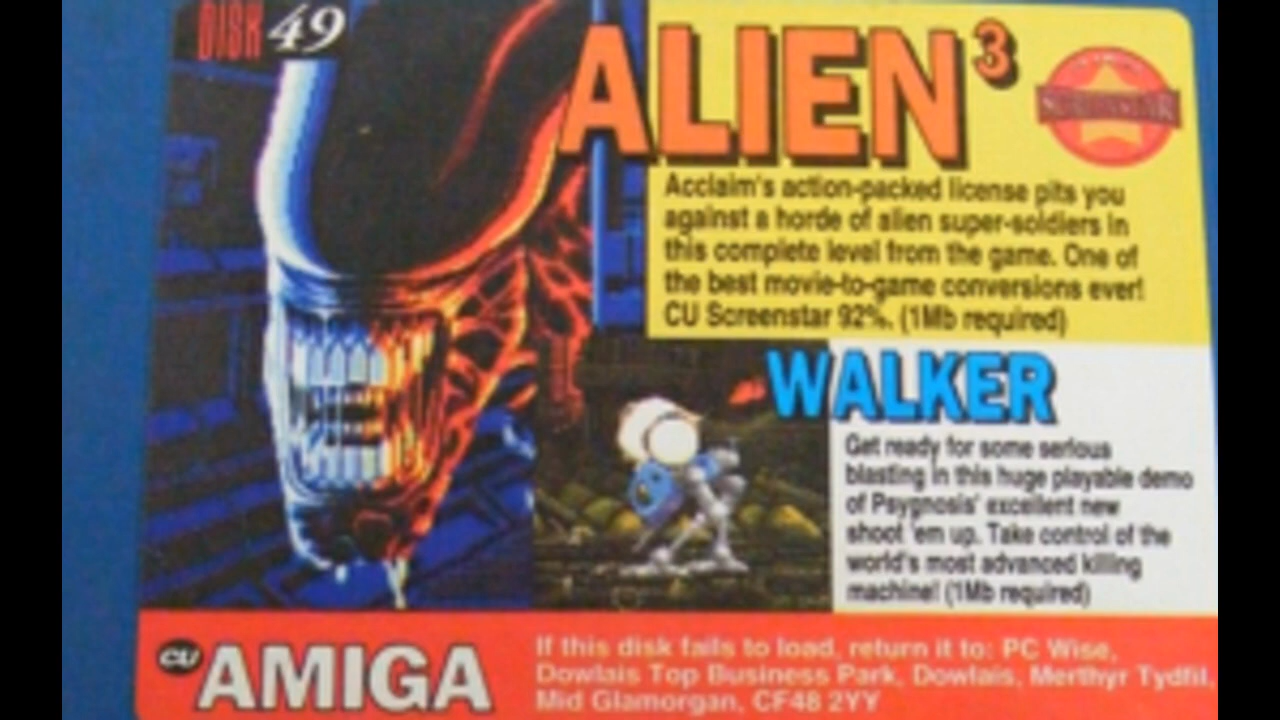 DISK 49
ALIEN 3
SCREENSTAR
Acclaim's action-packed license pits you
against a horde of alien super-soldiers in
this complete level from the game. One of
the best movie-to-game conversions ever!
CU Screenstar 92%. (1Mb required)
WALKER
Get ready for some serious
blasting in this huge playable demo
of Psygnosis' excellent new
shoot 'em up. Take control of the
world's most advanced killing
machine! (1Mb required)
CU AMIGA
If this disk fails to load, return it to: PC Wise,
Dowlais Top Business Park, Dowlais, Merthyr Tydfil,
Mid Glamorgan, CF48 2YY